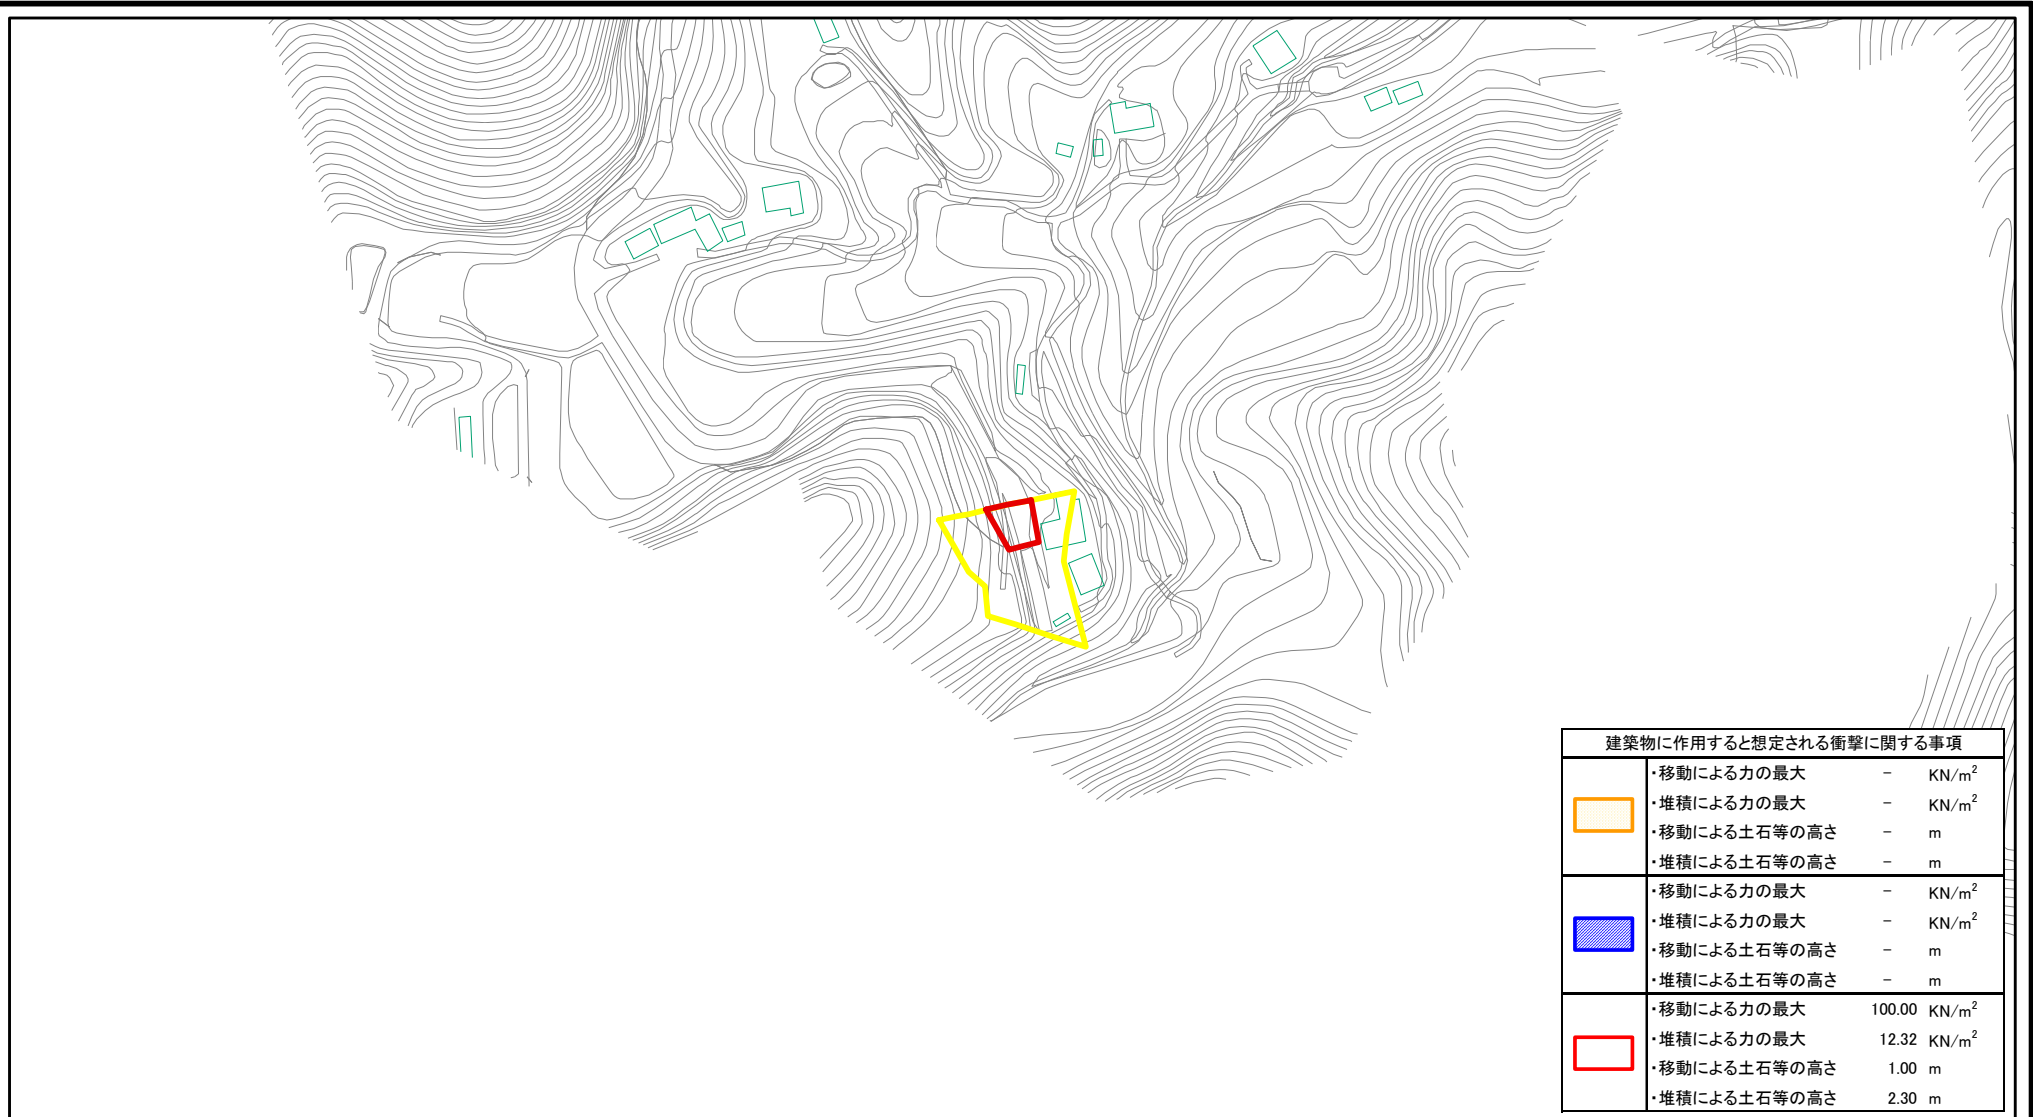 建築物に作用すると想定される衝撃に関する事項
・移動による力の最大 - KN/m²
・堆積による力の最大 - KN/m²
・移動による土石等の高さ - m
・堆積による土石等の高さ - m
・移動による力の最大 - KN/m²
・堆積による力の最大 - KN/m²
・移動による土石等の高さ - m
・堆積による土石等の高さ - m
・移動による力の最大 100.00 KN/m²
・堆積による力の最大 12.32 KN/m²
・移動による土石等の高さ 1.00 m
・堆積による土石等の高さ 2.30 m